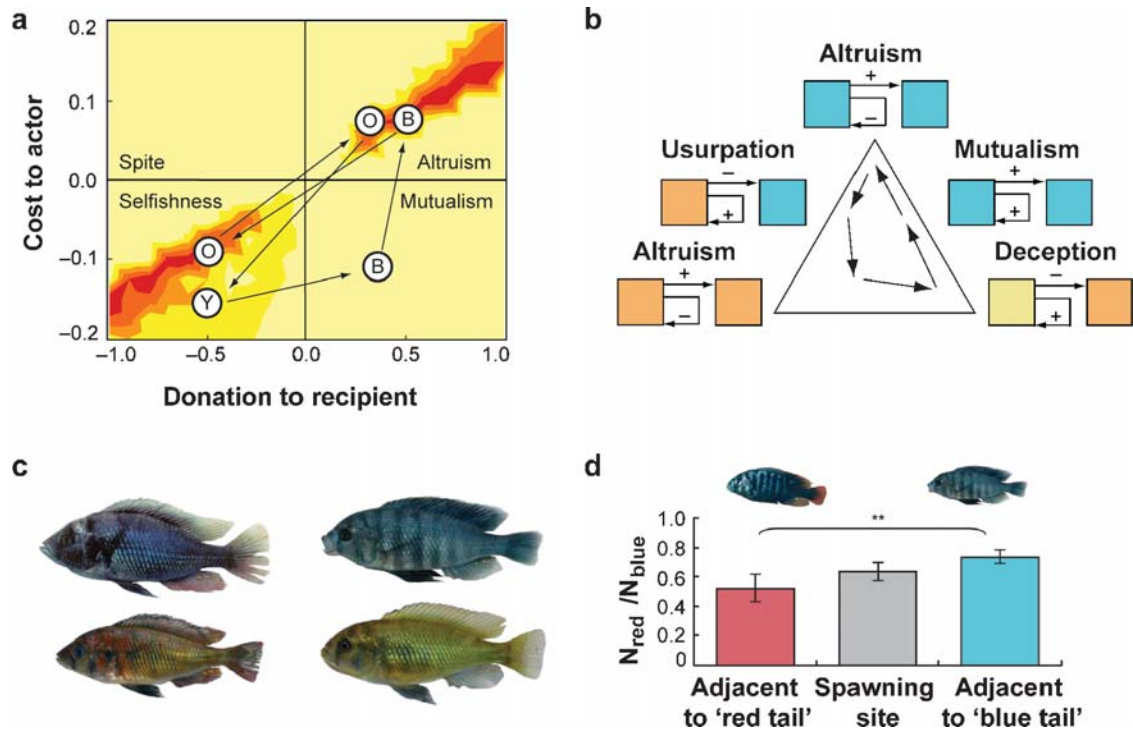 a
0.2
0.1
0.0
−0.1
−0.2
Cost to actor
Spite
Altruism
Selfishness
Mutualism
O
B
O
B
Y
−1.0
−0.5
0.0
0.5
1.0
Donation to recipient
b
Altruism
+
−
Usurpation
−
+
Mutualism
+
+
Altruism
+
−
Deception
−
+
c
d
**
1.0
0.8
0.6
0.4
0.2
0
Nred /Nblue
Adjacent
to ‘red tail’
Spawning
site
Adjacent
to ‘blue tail’